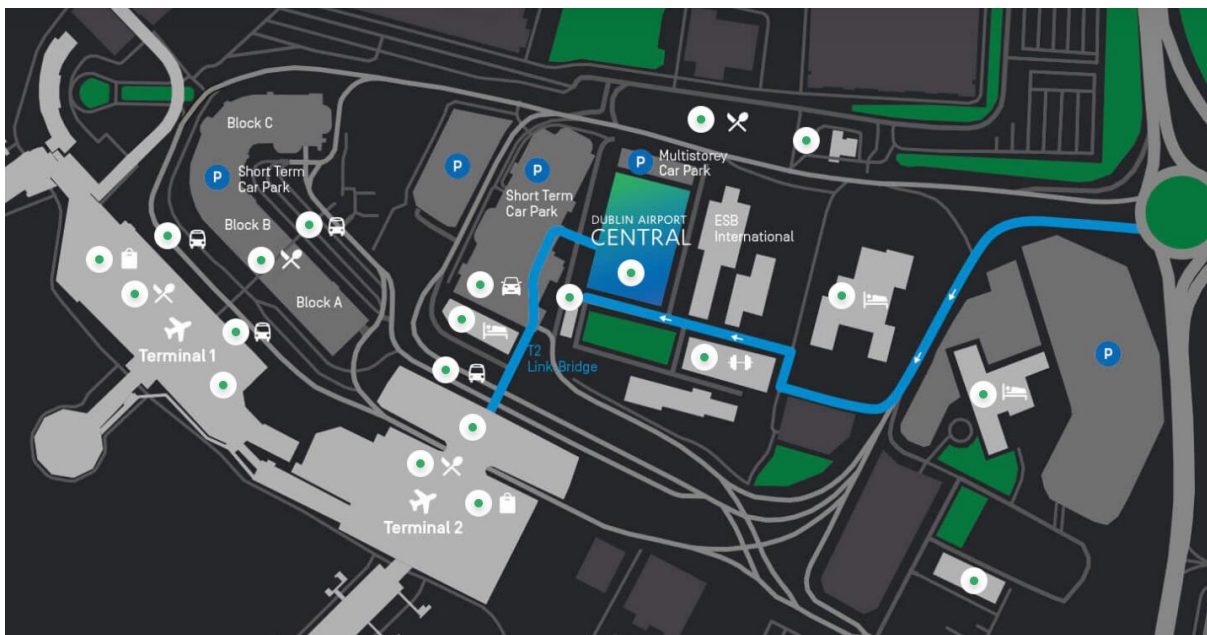 Block C
P
Short Term
Car Park
Block B
Block A
P
P
Short Term
Car Park
P
Multistorey
Car Park
DUBLIN AIRPORT
CENTRAL
ESB
International
T2
Link Bridge
P
Terminal 1
Terminal 2